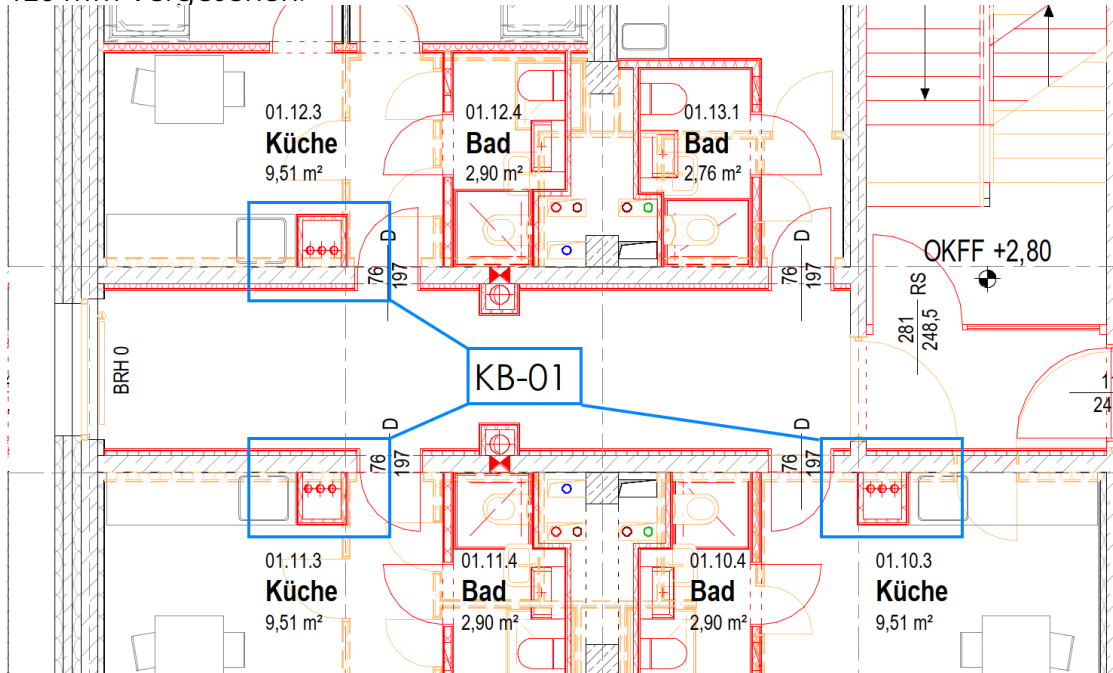 01.12.3
Küche
9,51 m²
01.12.4
Bad
2,90 m²
01.13.1
Bad
2,76 m²
OKFF +2,80
76
D
197
76
D
197
281
RS
248,5
BRH 0
KB-01
76
D
197
76
D
197
24
01.11.3
Küche
9,51 m²
01.11.4
Bad
2,90 m²
01.10.4
Bad
2,90 m²
01.10.3
Küche
9,51 m²